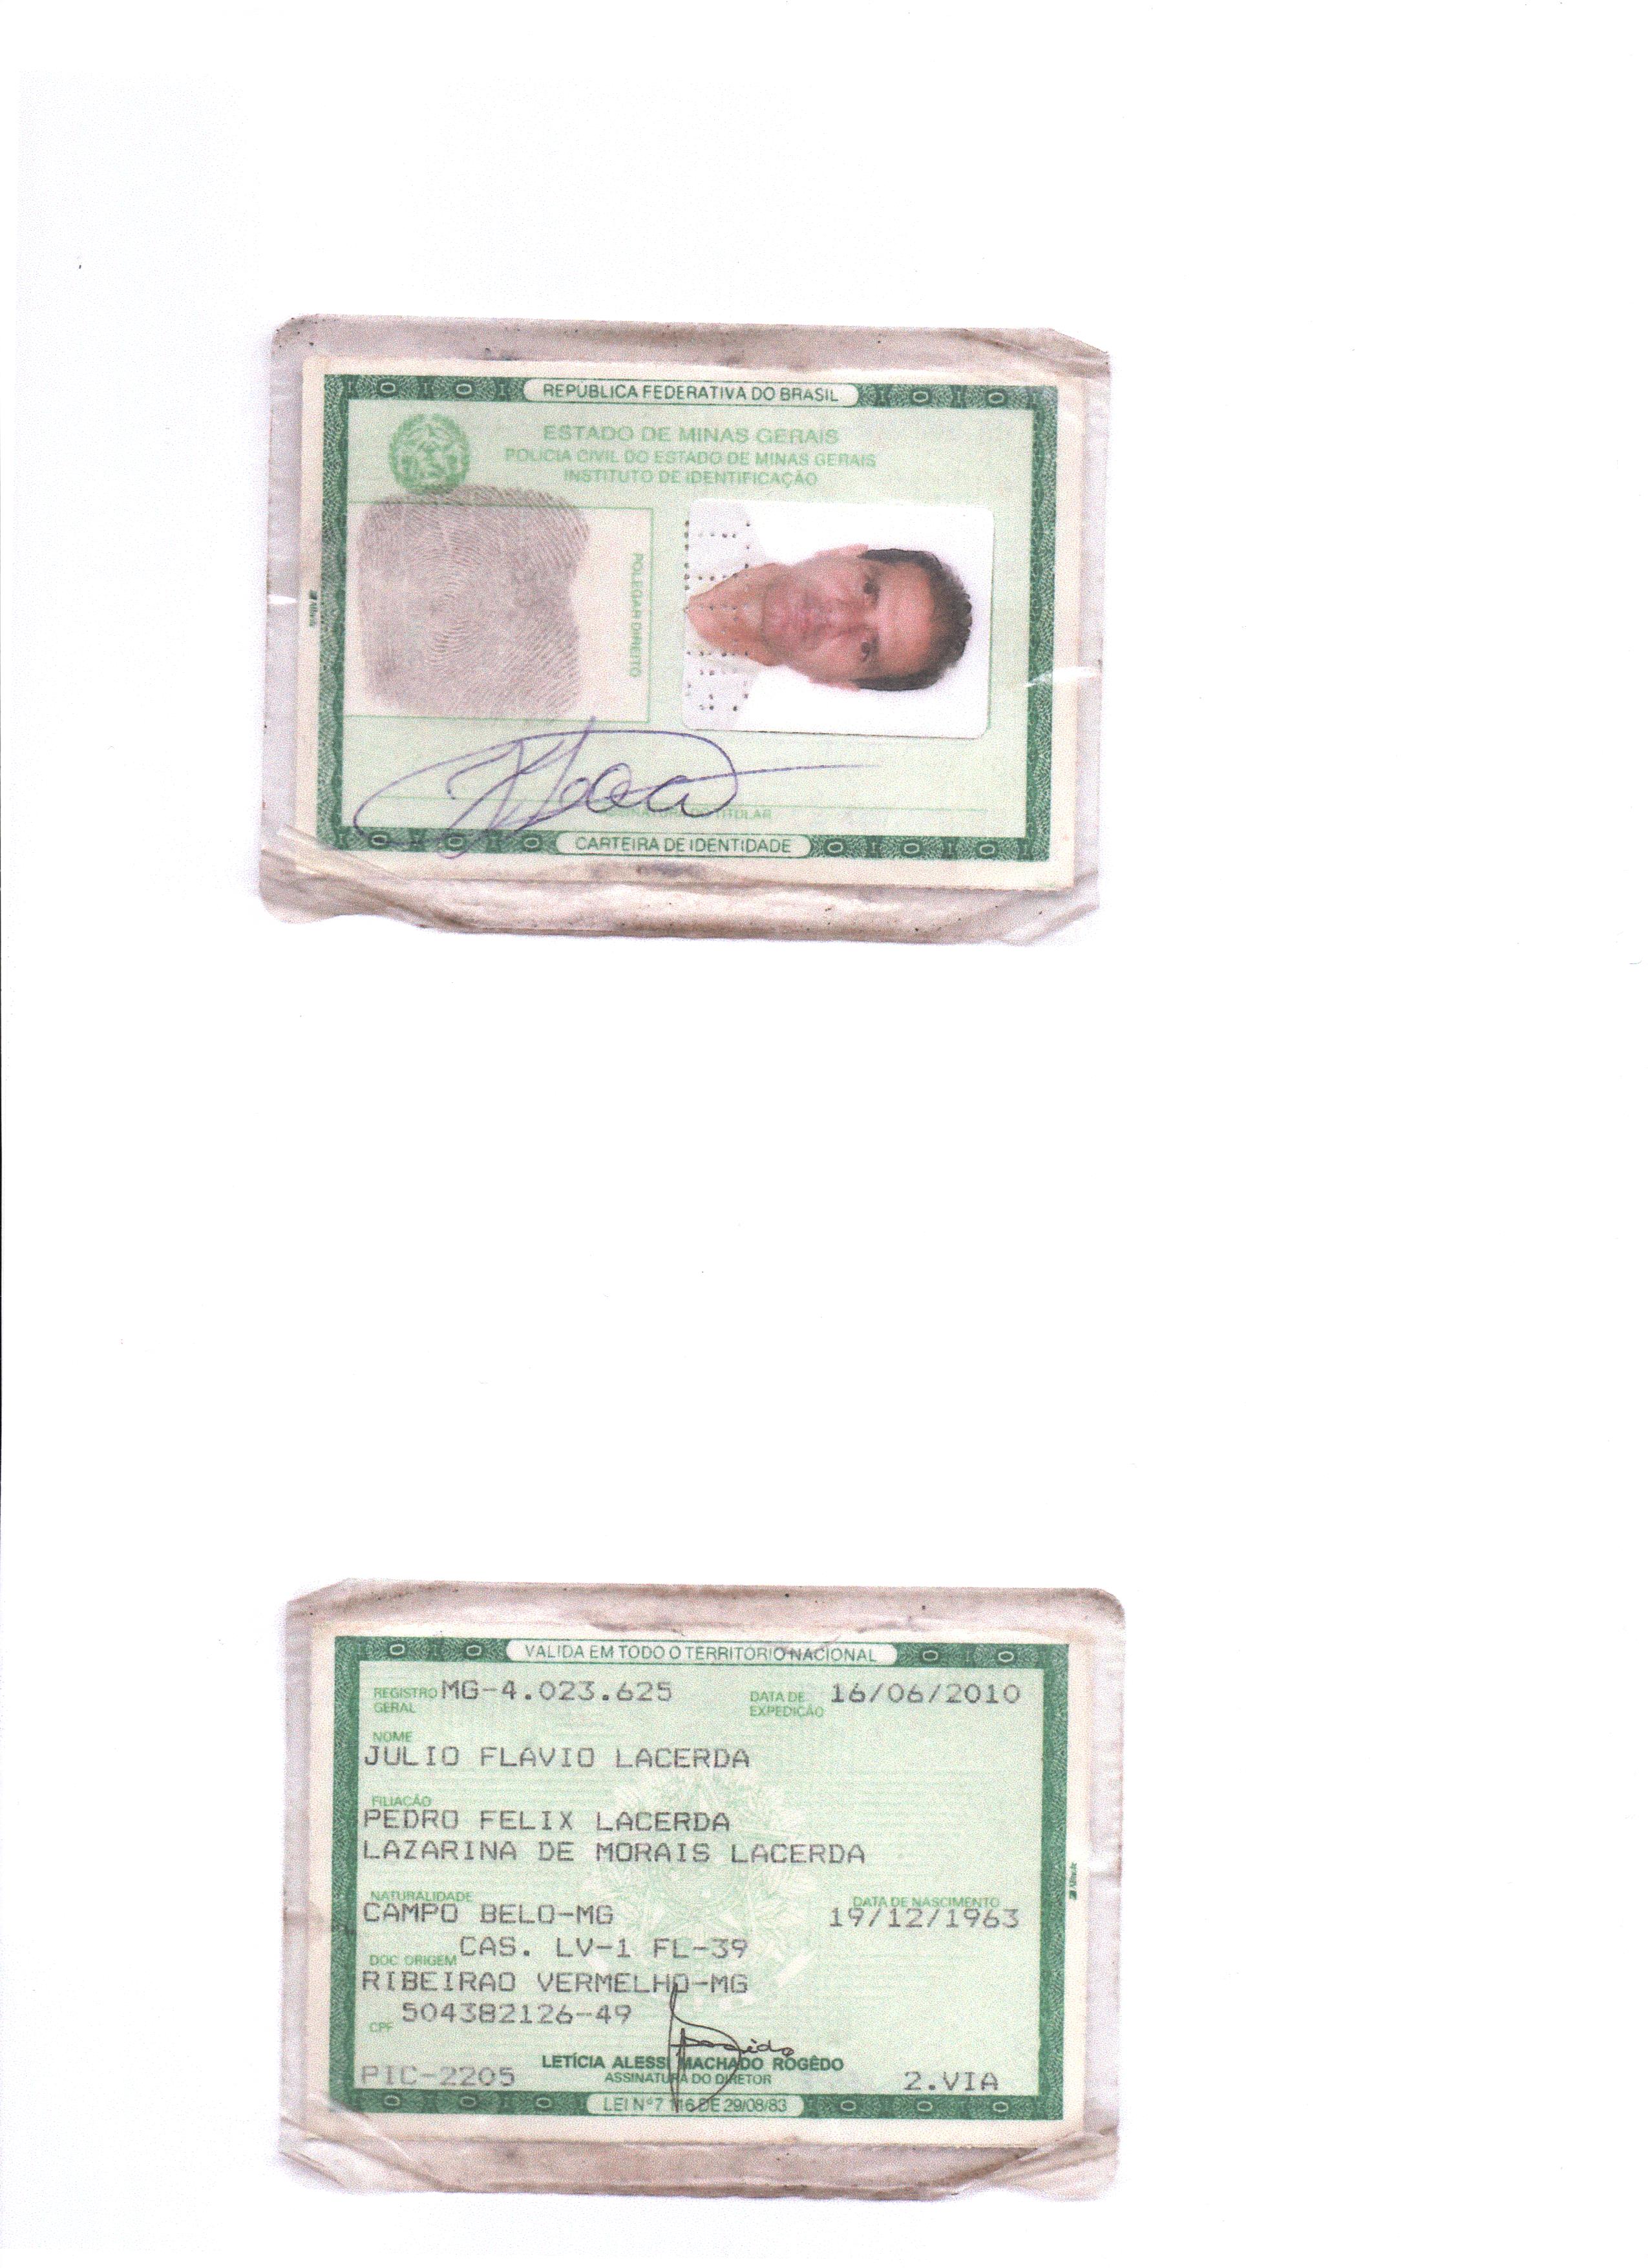 REPÚBLICA FEDERATIVA DO BRASIL
ESTADO DE MINAS GERAIS
POLÍCIA CIVIL DO ESTADO DE MINAS GERAIS
INSTITUTO DE IDENTIFICAÇÃO
POLEGAR DIREITO
ASSINATURA DO TITULAR
CARTEIRA DE IDENTIDADE
VALIDA EM TODO O TERRITÓRIO NACIONAL
REGISTRO GERAL MG-4.023.625 DATA DE EXPEDIÇÃO 16/06/2010
NOME
JULIO FLAVIO LACERDA
FILIAÇÃO
PEDRO FELIX LACERDA
LAZARINA DE MORAIS LACERDA
NATURALIDADE DATA DE NASCIMENTO
CAMPO BELO-MG 19/12/1963
DOC. ORIGEM CAS. LV-1 FL-39
RIBEIRAO VERMELHO-MG
CPF 504382126-49
LETÍCIA ALESSI MACHADO ROGÊDO
PIC-2205 ASSINATURA DO DIRETOR 2.VIA
LEI Nº 7.116 DE 29/08/83